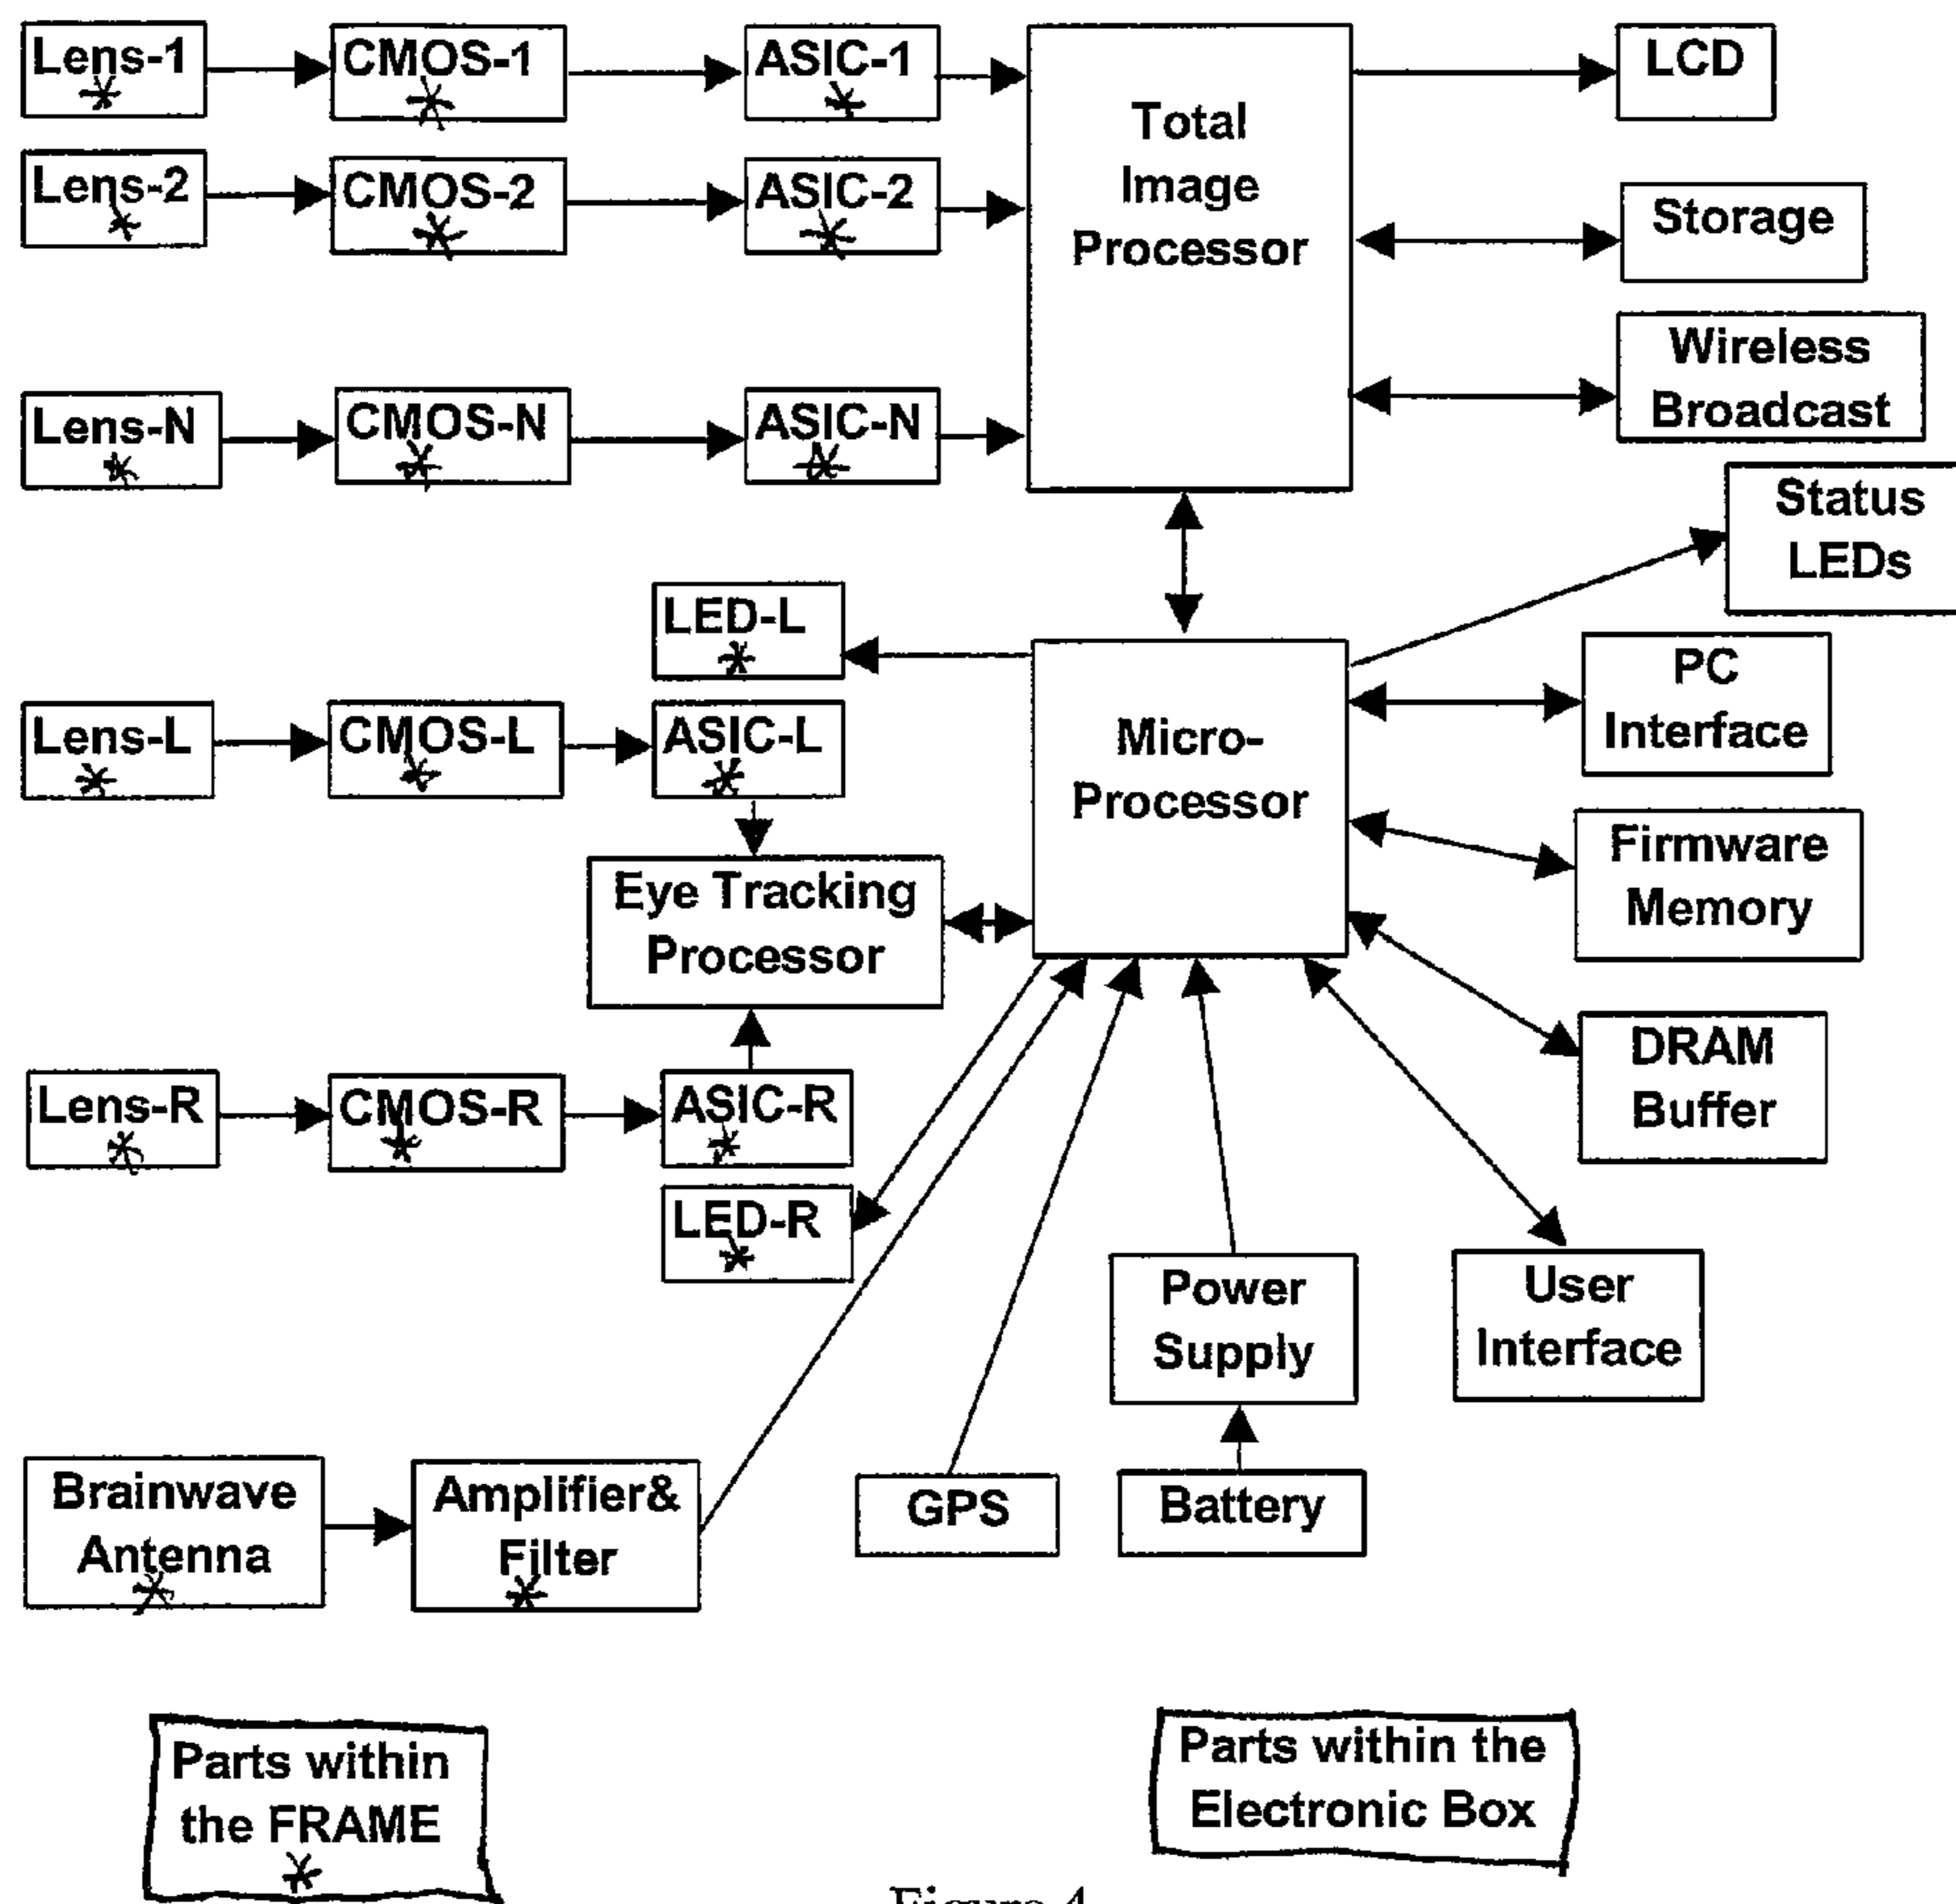 Lens-1
*
CMOS-1
*
ASIC-1
*
Total
Image
Processor
LCD
Lens-2
*
CMOS-2
*
ASIC-2
*
Storage
Wireless
Broadcast
Lens-N
*
CMOS-N
*
ASIC-N
*
Status
LEDs
LED-L
*
Micro-
Processor
PC
Interface
Lens-L
*
CMOS-L
*
ASIC-L
*
Firmware
Memory
Eye Tracking
Processor
DRAM
Buffer
Lens-R
*
CMOS-R
*
ASIC-R
*
LED-R
*
Power
Supply
User
Interface
Brainwave
Antenna
*
Amplifier&
Filter
*
GPS
Battery
Parts within
the FRAME
*
Parts within the
Electronic Box
Figure 4